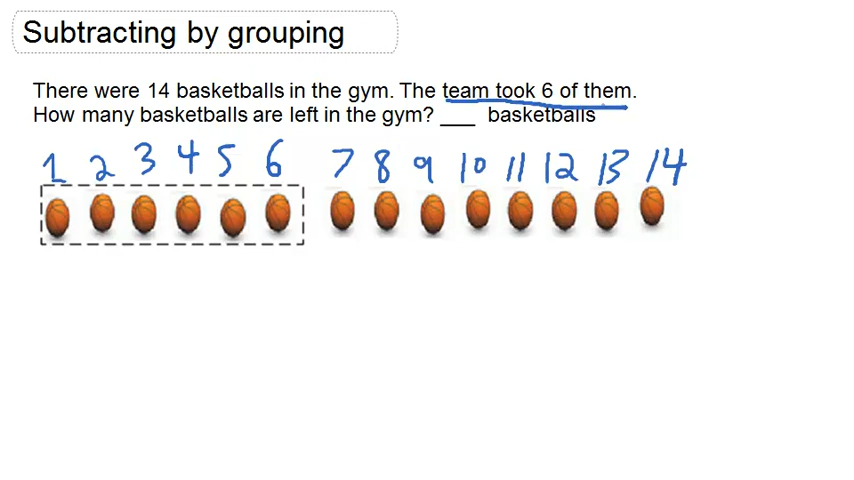 Subtracting by grouping
There were 14 basketballs in the gym. The team took 6 of them.
How many basketballs are left in the gym? ___ basketballs
1 2 3 4 5 6 7 8 9 10 11 12 13 14